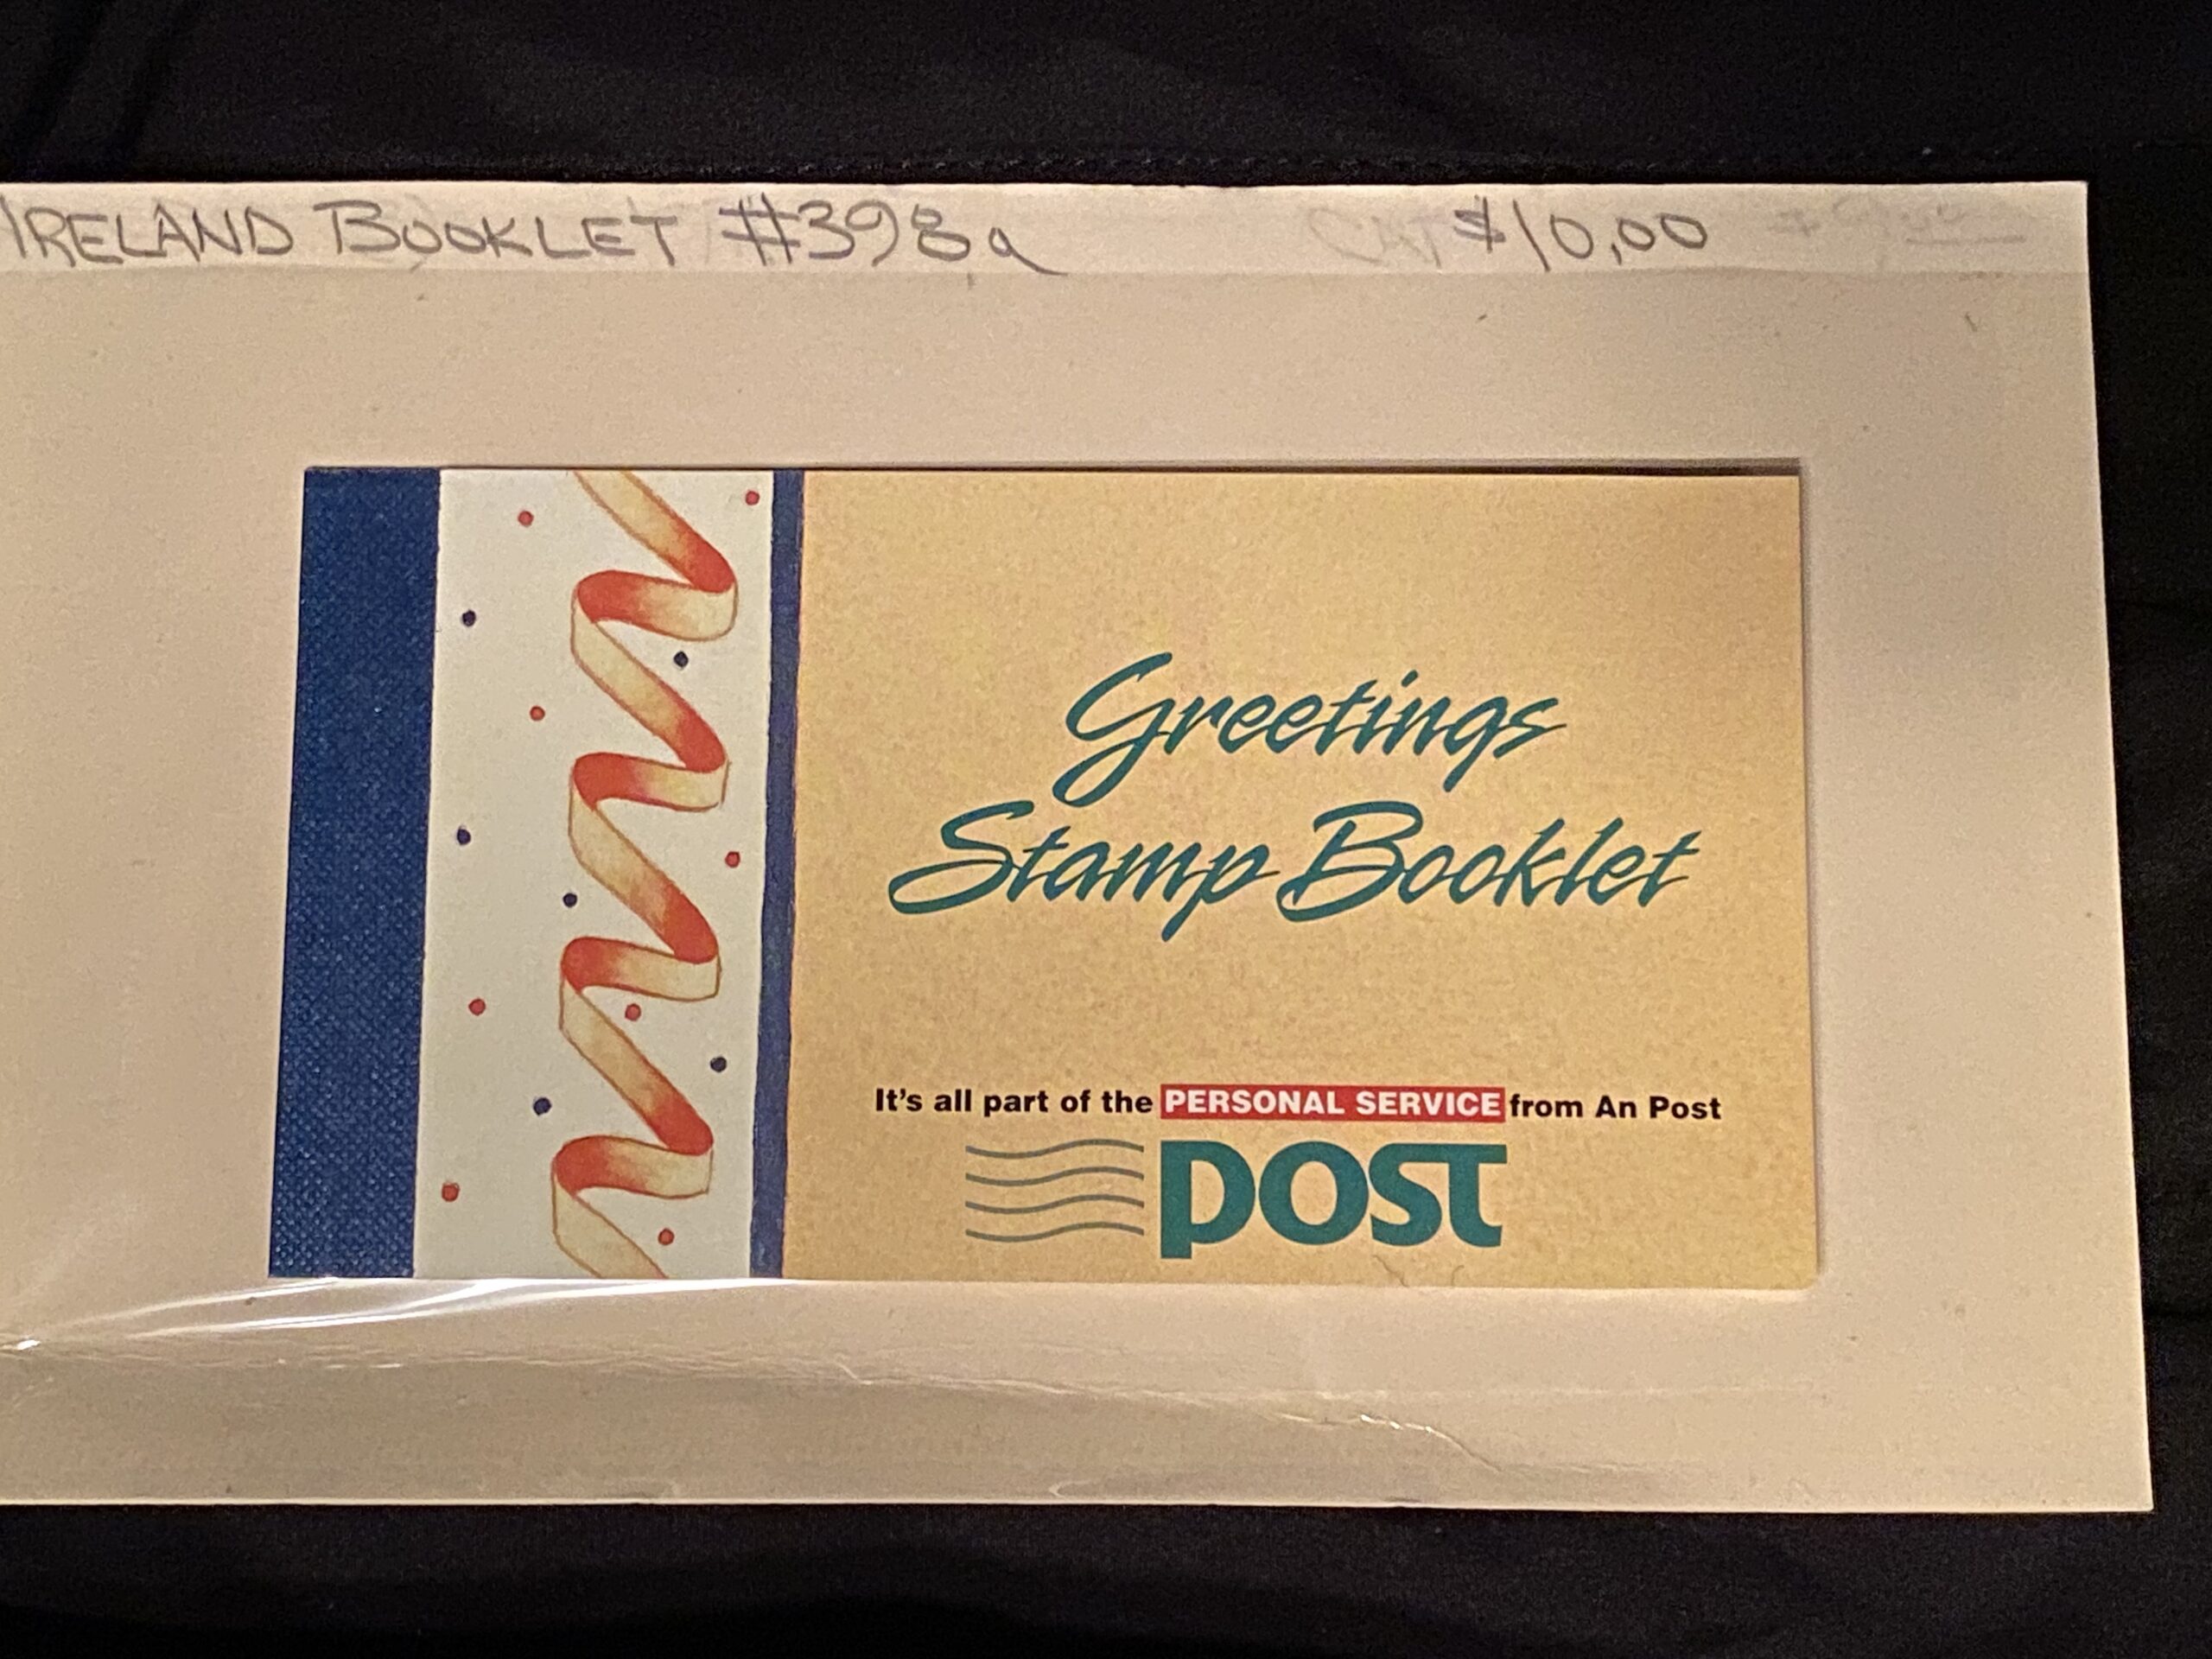 IRELAND BOOKLET #398a CAT $10.00
Greetings
Stamp Booklet
It's all part of the PERSONAL SERVICE from An Post
post